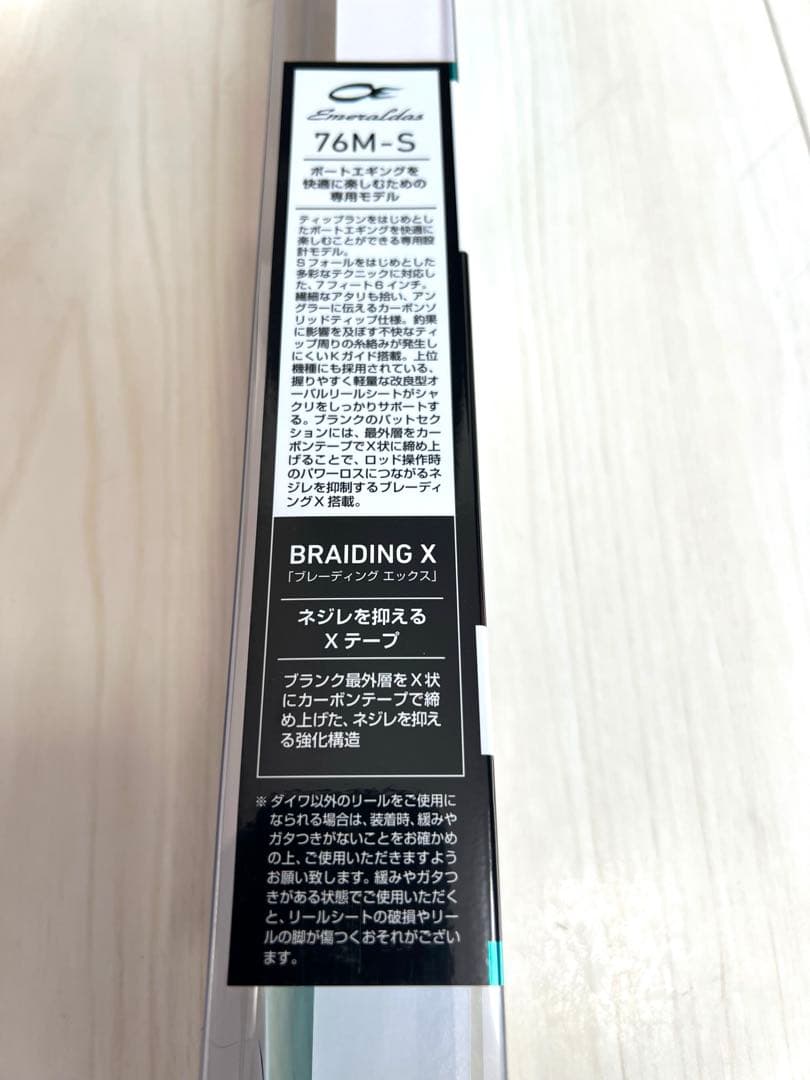 Emeraldas
76M-S
ボートエギングを
快適に楽しむための
専用モデル
ティップランをはじめとし
たボートエギングを快適に
楽しむことができる専用設
計モデル。
Sフォールをはじめとした
多彩なテクニックに対応し
た、7フィート6インチ。
繊細なアタリも拾い、アン
グラーに伝えるカーボンソ
リッドティップ仕様。釣果
に影響を及ぼす不快なティ
ップ周りの糸絡みが発生し
にくいKガイド搭載。上位
機種にも採用されている、
握りやすく軽量な改良型オ
ーバルリールシートがシャ
クリをしっかりサポートす
る。ブランクのバットセク
ションには、最外層をカー
ボンテープでX状に締め上
げることで、ロッド操作時
のパワーロスにつながるネ
ジレを抑制するブレーディ
ングX搭載。
BRAIDING X
「ブレーディング エックス」
ネジレを抑える
Xテープ
ブランク最外層をX状
にカーボンテープで締
め上げた、ネジレを抑え
る強化構造
※ダイワ以外のリールをご使用に
なられる場合は、装着時、緩みや
ガタつきがないことをお確かめ
の上、ご使用いただきますよう
お願い致します。緩みやガタつ
きがある状態でご使用いただく
と、リールシートの破損やリー
ルの脚が傷つくおそれがござい
ます。